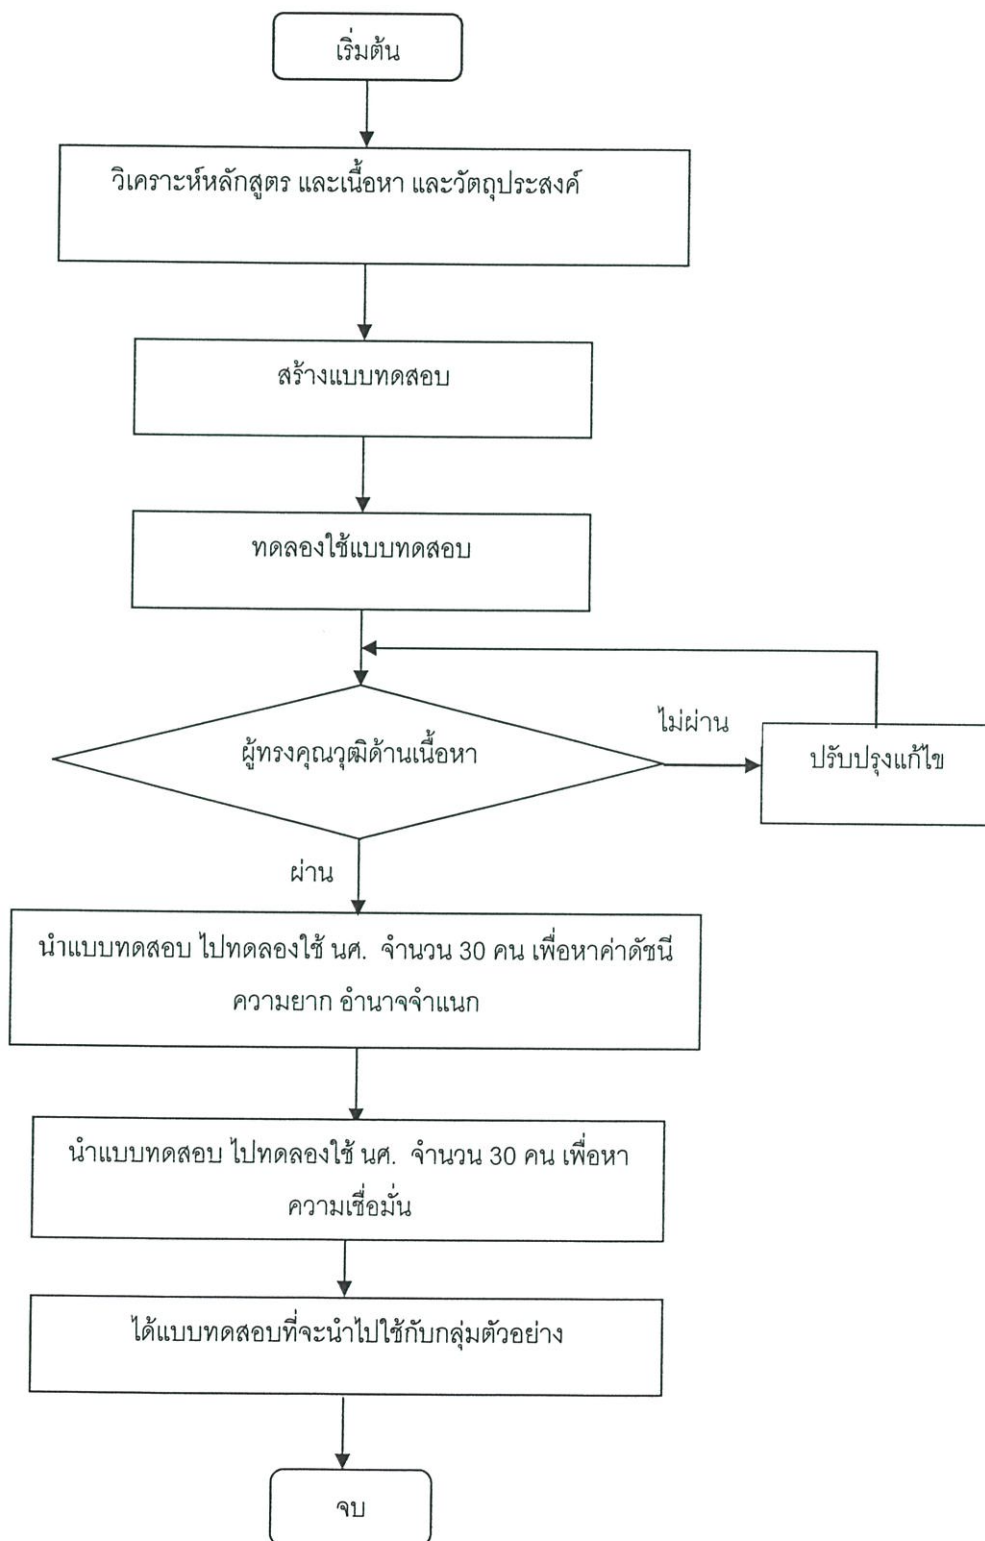 เริ่มต้น
วิเคราะห์หลักสูตร และเนื้อหา และวัตถุประสงค์
สร้างแบบทดสอบ
ทดลองใช้แบบทดสอบ
ผู้ทรงคุณวุฒิด้านเนื้อหา
ไม่ผ่าน
ปรับปรุงแก้ไข
ผ่าน
นำแบบทดสอบ ไปทดลองใช้ นศ. จำนวน 30 คน เพื่อหาค่าดัชนี
ความยาก อำนาจจำแนก
นำแบบทดสอบ ไปทดลองใช้ นศ. จำนวน 30 คน เพื่อหา
ความเชื่อมั่น
ได้แบบทดสอบที่จะนำไปใช้กับกลุ่มตัวอย่าง
จบ